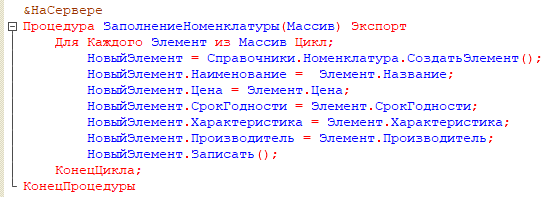 &НаСервере
Процедура ЗаполнениеНоменклатуры(Массив) Экспорт
Для Каждого Элемент из Массив Цикл;
НовыйЭлемент = Справочники.Номенклатура.СоздатьЭлемент();
НовыйЭлемент.Наименование =  Элемент.Название;
НовыйЭлемент.Цена = Элемент.Цена;
НовыйЭлемент.СрокГодности = Элемент.СрокГодности;
НовыйЭлемент.Характеристика = Элемент.Характеристика;
НовыйЭлемент.Производитель = Элемент.Производитель;
НовыйЭлемент.Записать();
КонецЦикла;
КонецПроцедуры